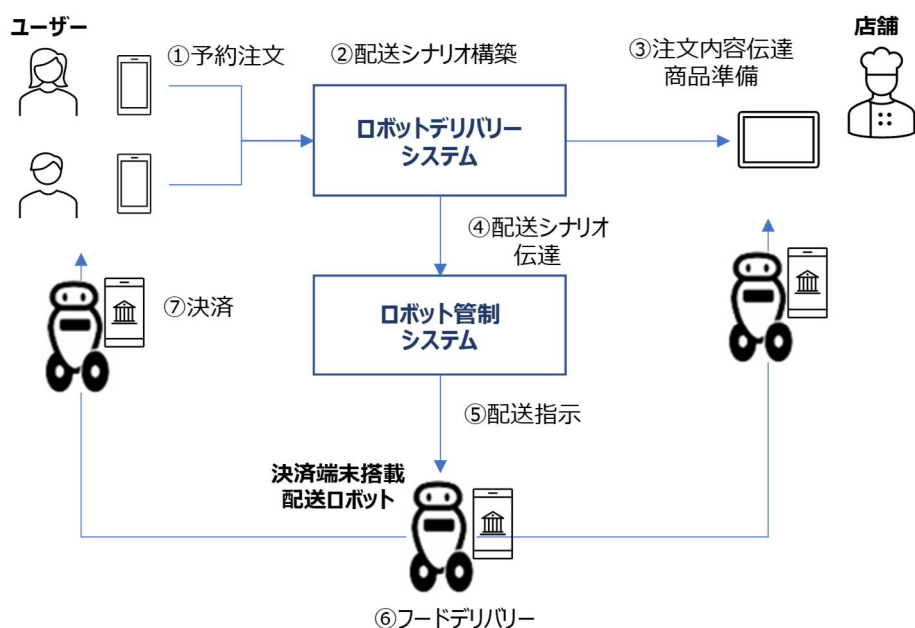 ユーザー
店舗
①予約注文
②配送シナリオ構築
③注文内容伝達
商品準備
ロボットデリバリー
システム
④配送シナリオ
伝達
⑦決済
ロボット管制
システム
⑤配送指示
決済端末搭載
配送ロボット
⑥フードデリバリー